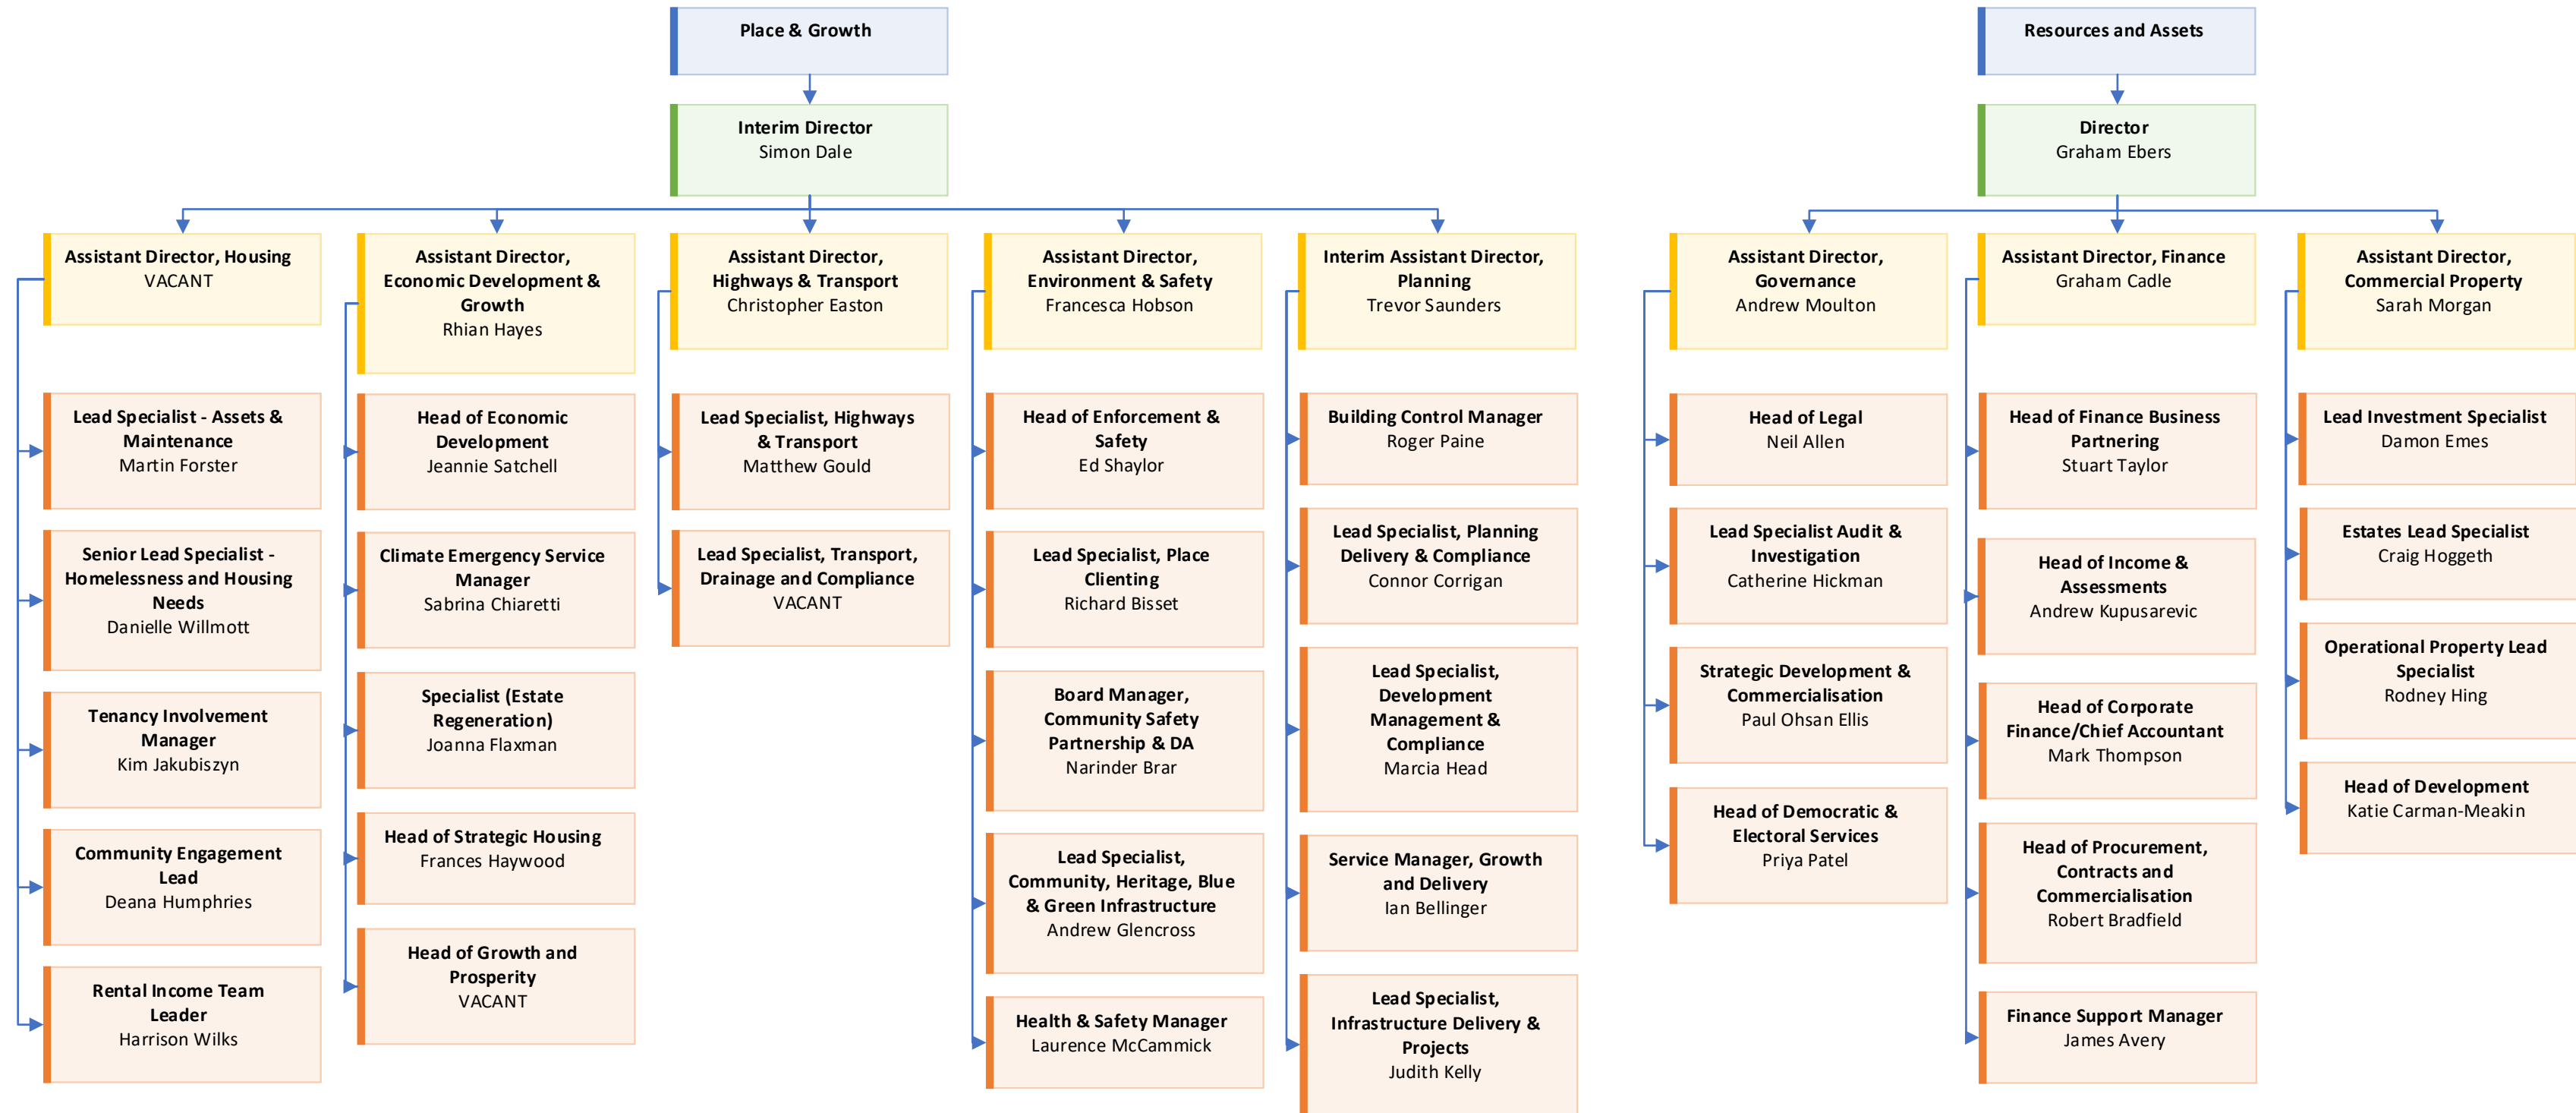 Place & Growth
Interim Director
Simon Dale
Assistant Director, Housing
VACANT
Lead Specialist - Assets &
Maintenance
Martin Forster
Senior Lead Specialist -
Homelessness and Housing
Needs
Danielle Willmott
Tenancy Involvement
Manager
Kim Jakubiszyn
Community Engagement
Lead
Deana Humphries
Rental Income Team
Leader
Harrison Wilks
Assistant Director,
Economic Development &
Growth
Rhian Hayes
Head of Economic
Development
Jeannie Satchell
Climate Emergency Service
Manager
Sabrina Chiaretti
Specialist (Estate
Regeneration)
Joanna Flaxman
Head of Strategic Housing
Frances Haywood
Head of Growth and
Prosperity
VACANT
Assistant Director,
Highways & Transport
Christopher Easton
Lead Specialist, Highways
& Transport
Matthew Gould
Lead Specialist, Transport,
Drainage and Compliance
VACANT
Assistant Director,
Environment & Safety
Francesca Hobson
Head of Enforcement &
Safety
Ed Shaylor
Lead Specialist, Place
Clienting
Richard Bisset
Board Manager,
Community Safety
Partnership & DA
Narinder Brar
Lead Specialist,
Community, Heritage, Blue
& Green Infrastructure
Andrew Glencross
Health & Safety Manager
Laurence McCammick
Interim Assistant Director,
Planning
Trevor Saunders
Building Control Manager
Roger Paine
Lead Specialist, Planning
Delivery & Compliance
Connor Corrigan
Lead Specialist,
Development
Management &
Compliance
Marcia Head
Service Manager, Growth
and Delivery
Ian Bellinger
Lead Specialist,
Infrastructure Delivery &
Projects
Judith Kelly
Resources and Assets
Director
Graham Ebers
Assistant Director,
Governance
Andrew Moulton
Head of Legal
Neil Allen
Lead Specialist Audit &
Investigation
Catherine Hickman
Strategic Development &
Commercialisation
Paul Ohsan Ellis
Head of Democratic &
Electoral Services
Priya Patel
Assistant Director, Finance
Graham Cadle
Head of Finance Business
Partnering
Stuart Taylor
Head of Income &
Assessments
Andrew Kupusarevic
Head of Corporate
Finance/Chief Accountant
Mark Thompson
Head of Procurement,
Contracts and
Commercialisation
Robert Bradfield
Finance Support Manager
James Avery
Assistant Director,
Commercial Property
Sarah Morgan
Lead Investment Specialist
Damon Emes
Estates Lead Specialist
Craig Hoggeth
Operational Property Lead
Specialist
Rodney Hing
Head of Development
Katie Carman-Meakin